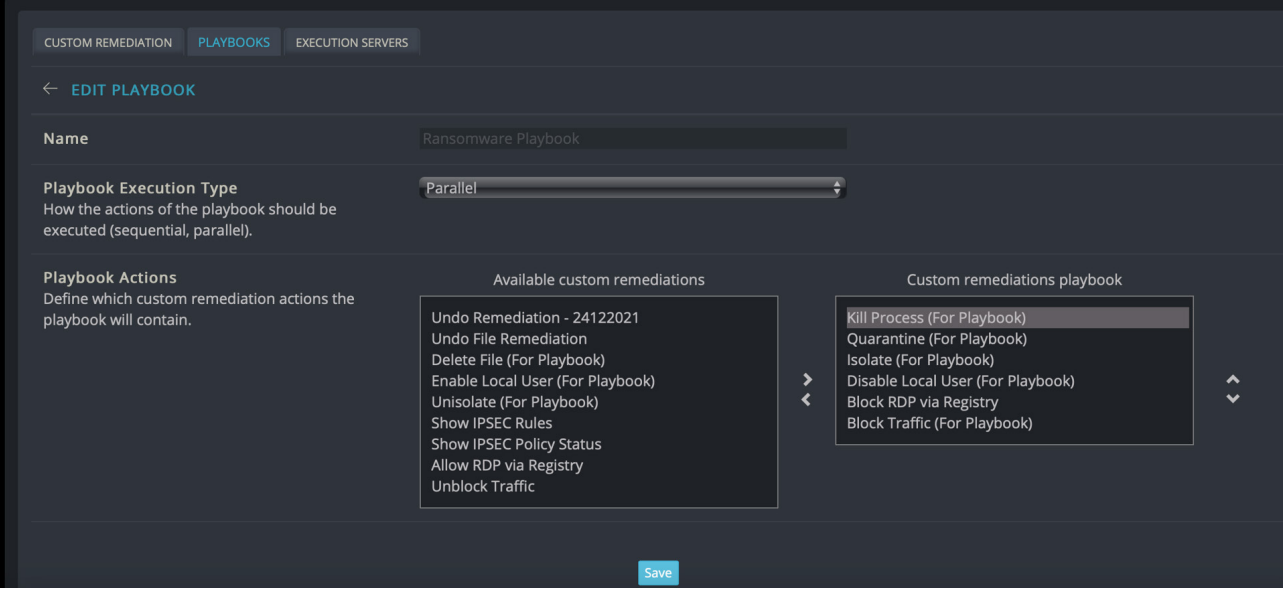 CUSTOM REMEDIATION PLAYBOOKS EXECUTION SERVERS
← EDIT PLAYBOOK
Name
Ransomware Playbook
Playbook Execution Type
How the actions of the playbook should be
executed (sequential, parallel).
Parallel
Playbook Actions
Define which custom remediation actions the
playbook will contain.
Available custom remediations
Undo Remediation - 24122021
Undo File Remediation
Delete File (For Playbook)
Enable Local User (For Playbook)
Unisolate (For Playbook)
Show IPSEC Rules
Show IPSEC Policy Status
Allow RDP via Registry
Unblock Traffic
Custom remediations playbook
Kill Process (For Playbook)
Quarantine (For Playbook)
Isolate (For Playbook)
Disable Local User (For Playbook)
Block RDP via Registry
Block Traffic (For Playbook)
Save